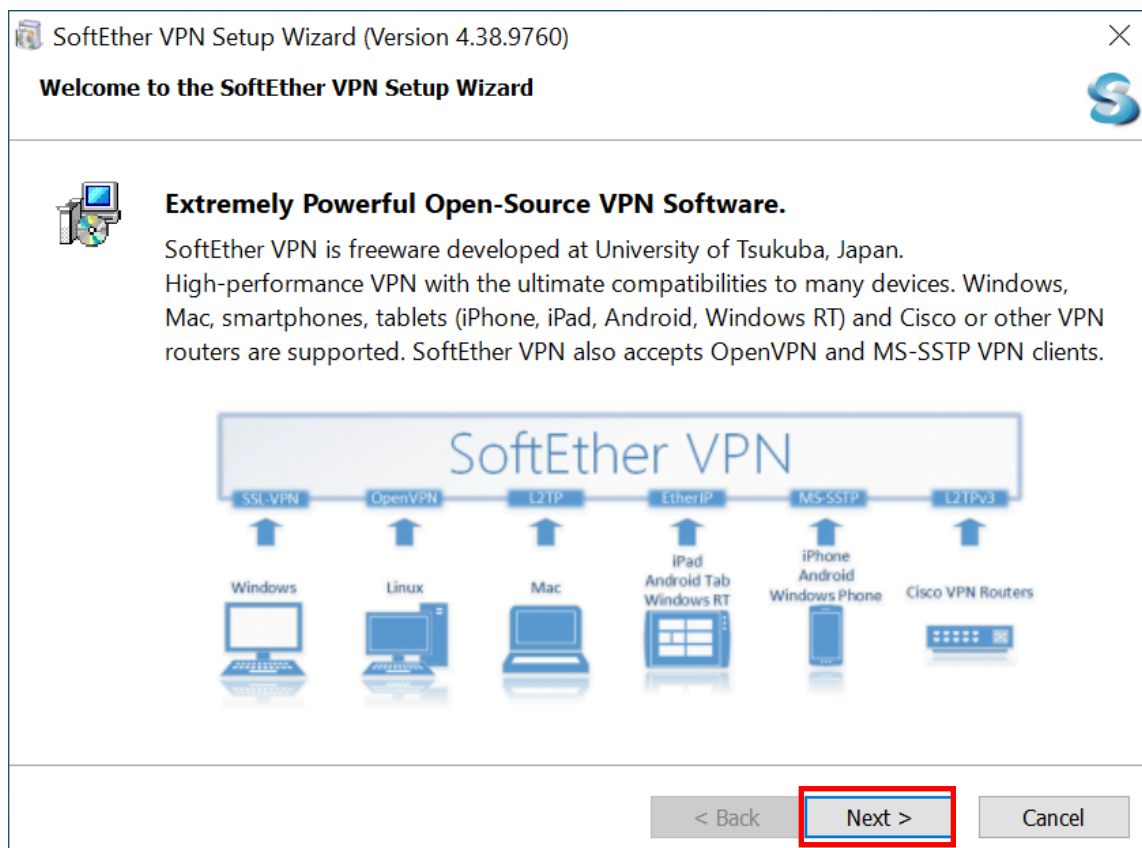 SoftEther VPN Setup Wizard (Version 4.38.9760)
Welcome to the SoftEther VPN Setup Wizard
Extremely Powerful Open-Source VPN Software.
SoftEther VPN is freeware developed at University of Tsukuba, Japan.
High-performance VPN with the ultimate compatibilities to many devices. Windows,
Mac, smartphones, tablets (iPhone, iPad, Android, Windows RT) and Cisco or other VPN
routers are supported. SoftEther VPN also accepts OpenVPN and MS-SSTP VPN clients.
SoftEther VPN
SSL-VPN OpenVPN L2TP EtherIP MS-SSTP L2TPv3
Windows
Linux
Mac
iPad
Android Tab
Windows RT
iPhone
Android
Windows Phone
Cisco VPN Routers
< Back Next > Cancel